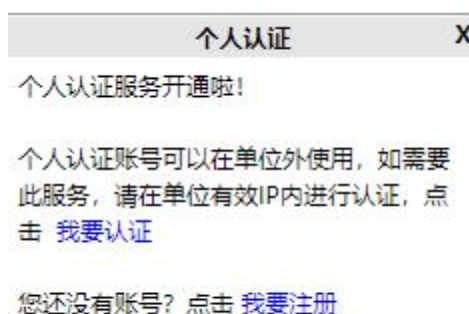 个人认证 X
个人认证服务开通啦!
个人认证账号可以在单位外使用，如需要
此服务，请在单位有效IP内进行认证，点
击 我要认证
您还没有账号？点击 我要注册